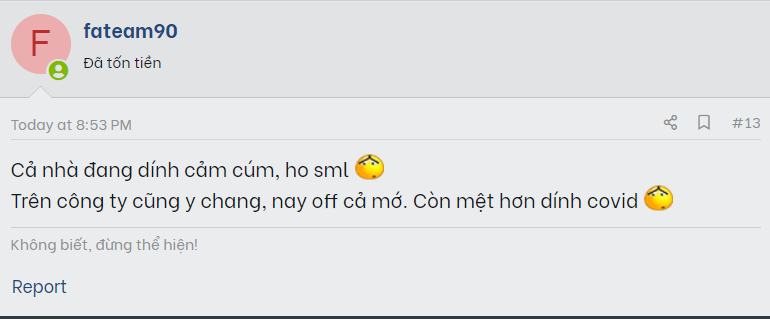 F
fateam90
Đã tốn tiền
Today at 8:53 PM
#13
Cả nhà đang dính cảm cúm, ho sml
Trên công ty cũng y chang, nay off cả mớ. Còn mệt hơn dính covid
Không biết, đừng thể hiện!
Report